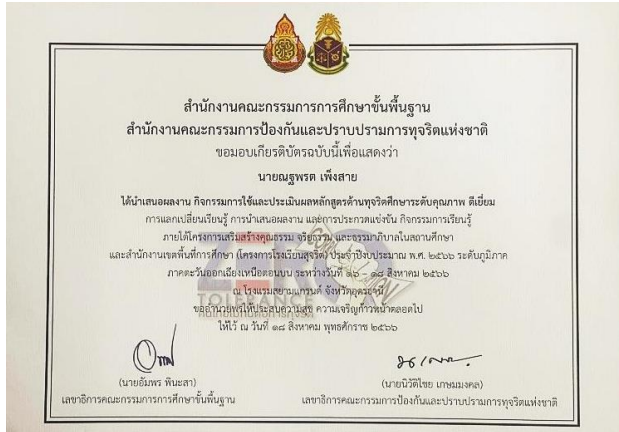 สำนักงานคณะกรรมการการศึกษาขั้นพื้นฐาน
สำนักงานคณะกรรมการป้องกันและปราบปรามการทุจริตแห่งชาติ
ขอมอบเกียรติบัตรฉบับนี้เพื่อแสดงว่า
นายณฐพรต เพ็งสาย
ได้นำเสนอผลงาน กิจกรรมการใช้และประเมินผลหลักสูตรต้านทุจริตศึกษาระดับคุณภาพ ดีเยี่ยม
การแลกเปลี่ยนเรียนรู้ การนำเสนอผลงาน และการประกวดแข่งขัน กิจกรรมการเรียนรู้
ภายใต้โครงการเสริมสร้างคุณธรรม จริยธรรม และธรรมาภิบาลในสถานศึกษา
และสำนักงานเขตพื้นที่การศึกษา (โครงการโรงเรียนสุจริต) ประจำปีงบประมาณ พ.ศ. ๒๕๖๖ ระดับภูมิภาค
ภาคตะวันออกเฉียงเหนือตอนบน ระหว่างวันที่ ๑๖ – ๑๘ สิงหาคม ๒๕๖๖
ณ โรงแรมสยามแกรนด์ จังหวัดอุดรธานี
ขออำนวยพรให้ประสบความสุข ความเจริญก้าวหน้าตลอดไป
ให้ไว้ ณ วันที่ ๑๘ สิงหาคม พุทธศักราช ๒๕๖๖
ZERO
TOLERANCE
คนไทยไม่ทนต่อการทุจริต
CORRUPTION
(นายอัมพร พินะสา)
เลขาธิการคณะกรรมการการศึกษาขั้นพื้นฐาน
(นายนิวัติไชย เกษมมงคล)
เลขาธิการคณะกรรมการป้องกันและปราบปรามการทุจริตแห่งชาติ